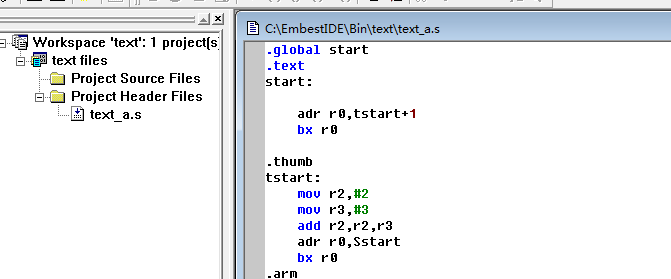 Workspace 'text': 1 project(s
text files
Project Source Files
Project Header Files
text_a.s
C:\EmbestIDE\Bin\text\text_a.s
.global start
.text
start:
adr r0,tstart+1
bx r0
.thumb
tstart:
mov r2,#2
mov r3,#3
add r2,r2,r3
adr r0,Sstart
bx r0
.arm